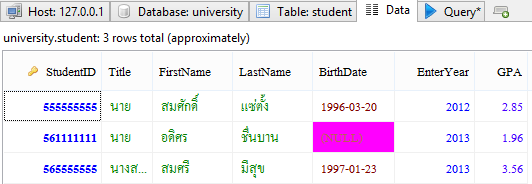 Host: 127.0.0.1 Database: university Table: student Data Query*
university.student: 3 rows total (approximately)
StudentID Title FirstName LastName BirthDate EnterYear GPA
555555555 นาย สมศักดิ์ แซ่ตั้ง 1996-03-20 2012 2.85
561111111 นาย อดิศร ชื่นบาน (NULL) 2013 1.96
565555555 นางส... สมศรี มีสุข 1997-01-23 2013 3.56